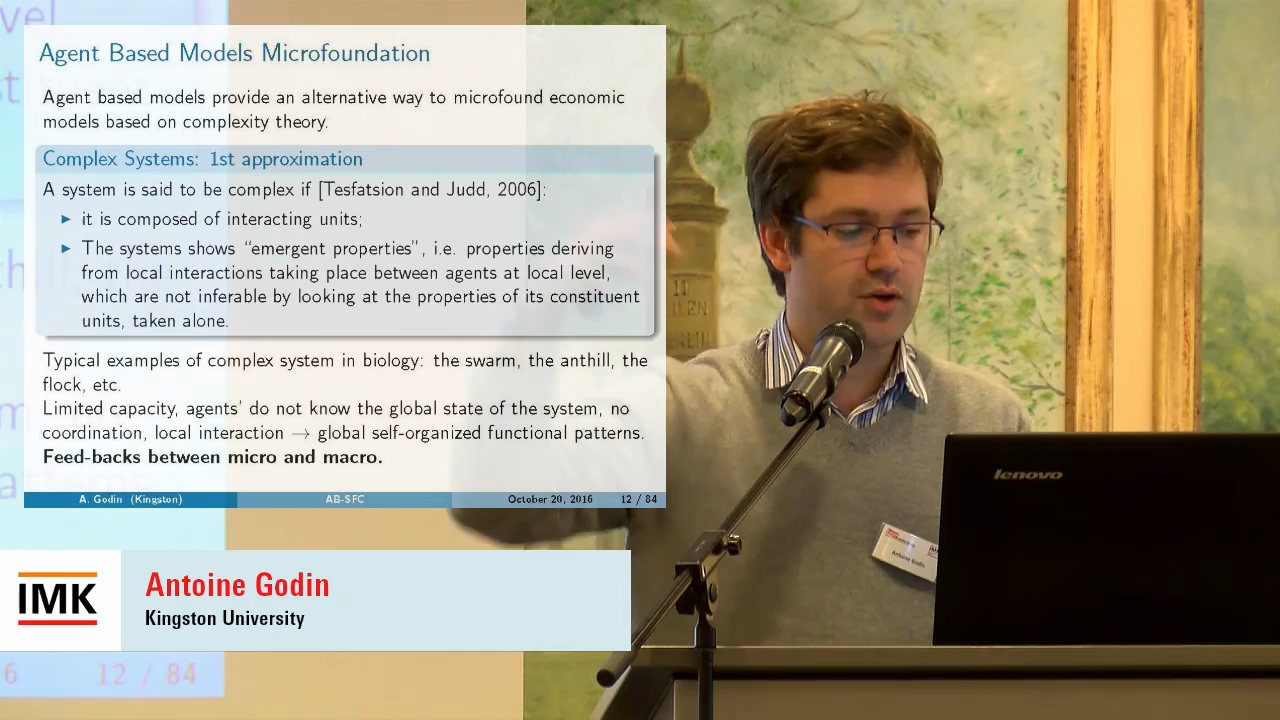 Agent Based Models Microfoundation
Agent based models provide an alternative way to microfound economic
models based on complexity theory.
Complex Systems: 1st approximation
A system is said to be complex if [Tesfatsion and Judd, 2006]:
it is composed of interacting units;
The systems shows “emergent properties”, i.e. properties deriving
from local interactions taking place between agents at local level,
which are not inferable by looking at the properties of its constituent
units, taken alone.
Typical examples of complex system in biology: the swarm, the anthill, the
flock, etc.
Limited capacity, agents' do not know the global state of the system, no
coordination, local interaction → global self-organized functional patterns.
Feed-backs between micro and macro.
A. Godin (Kingston)
AB-SFC
October 20, 2016
12 / 84
IMK
Antoine Godin
Kingston University
6
12 / 84
lenovo
IMK
Antoine Godin